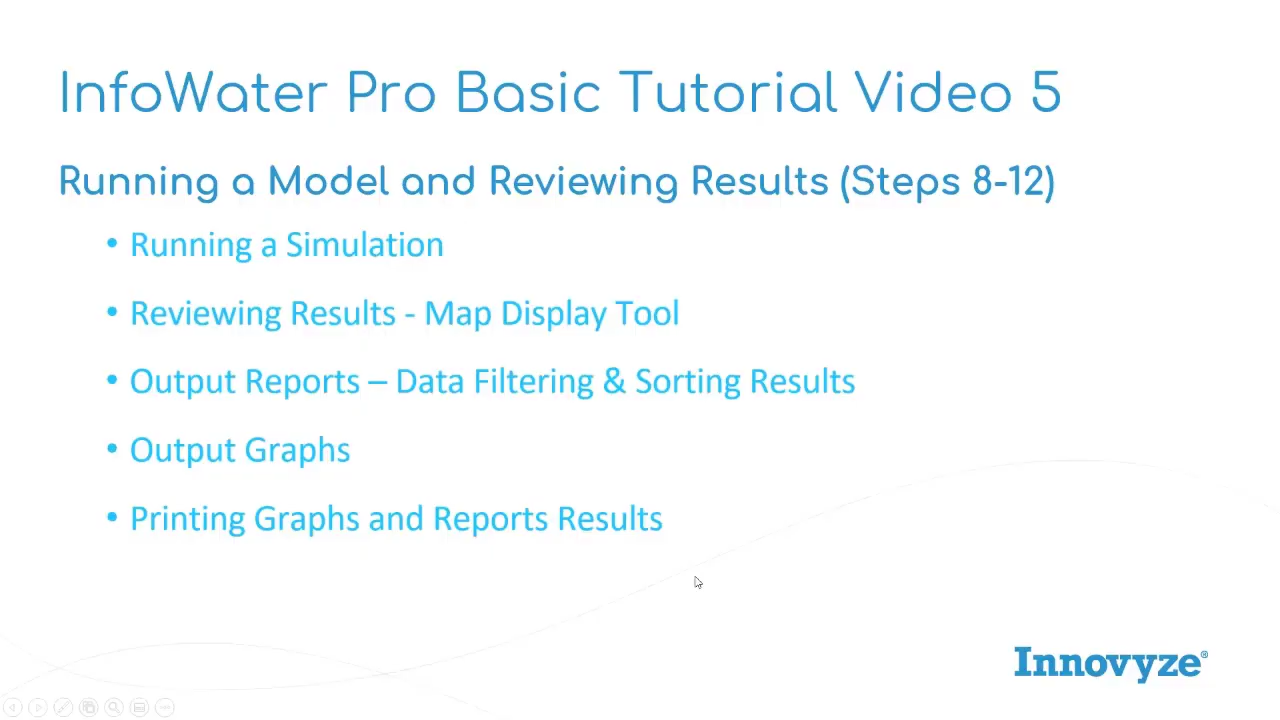 InfoWater Pro Basic Tutorial Video 5
Running a Model and Reviewing Results (Steps 8-12)
• Running a Simulation
• Reviewing Results - Map Display Tool
• Output Reports – Data Filtering & Sorting Results
• Output Graphs
• Printing Graphs and Reports Results
Innovyze®